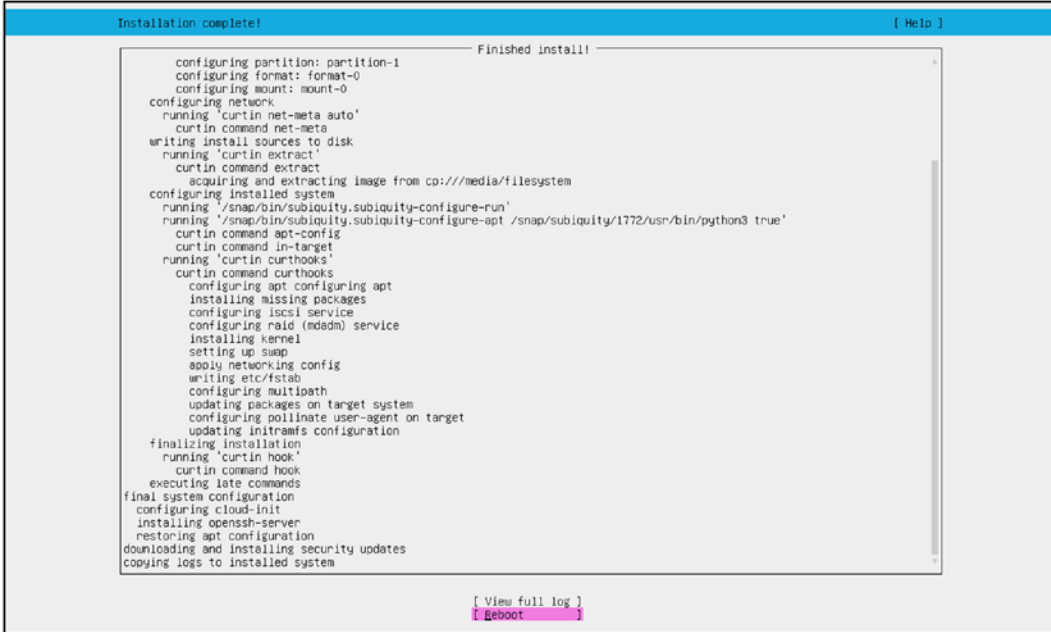 Installation complete! [ Help ]
Finished install!
configuring partition: partition-1
configuring format: format-0
configuring mount: mount-0
configuring network
running 'curtin net-meta auto'
curtin command net-meta
writing install sources to disk
running 'curtin extract'
curtin command extract
acquiring and extracting image from cp:///media/filesystem
configuring installed system
running '/snap/bin/subiquity.subiquity-configure-run'
running '/snap/bin/subiquity.subiquity-configure-apt /snap/subiquity/1772/usr/bin/python3 true'
curtin command apt-config
curtin command in-target
running 'curtin curthooks'
curtin command curthooks
configuring apt configuring apt
installing missing packages
configuring iscsi service
configuring raid (mdadm) service
installing kernel
setting up swap
apply networking config
writing etc/fstab
configuring multipath
updating packages on target system
configuring pollinate user-agent on target
updating initramfs configuration
finalizing installation
running 'curtin hook'
curtin command hook
executing late commands
final system configuration
configuring cloud-init
installing openssh-server
restoring apt configuration
downloading and installing security updates
copying logs to installed system
[ View full log ]
[ Reboot ]